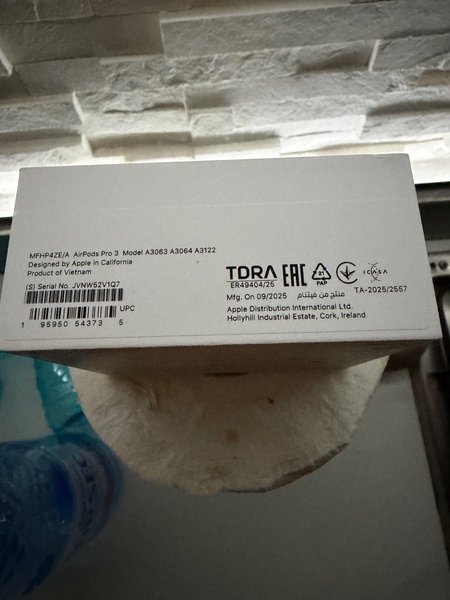 MFHP4ZE/A AirPods Pro 3 Model A3063 A3064 A3122
Designed by Apple in California
Product of Vietnam
(S) Serial No. JVNW52V1Q7
UPC
1 95950 54373 5
TDRA
ER49404/25
EAC
21
PAP
ICASA
TA-2025/2557
Mfg. On 09/2025 منتج من فيتنام
Apple Distribution International Ltd.
Hollyhill Industrial Estate, Cork, Ireland